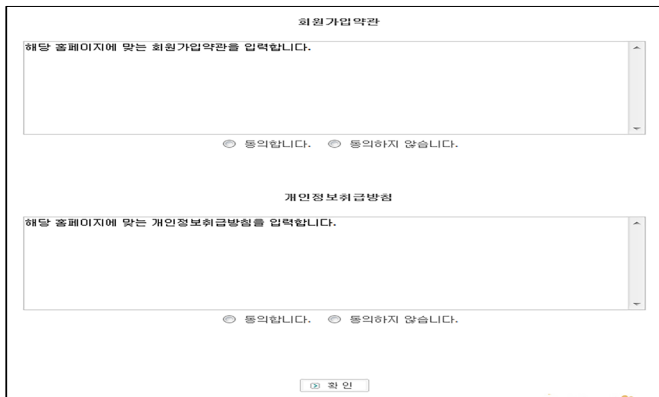 회원가입약관
해당 홈페이지에 맞는 회원가입약관을 입력합니다.
동의합니다. 동의하지 않습니다.
개인정보취급방침
해당 홈페이지에 맞는 개인정보취급방침을 입력합니다.
동의합니다. 동의하지 않습니다.
확 인